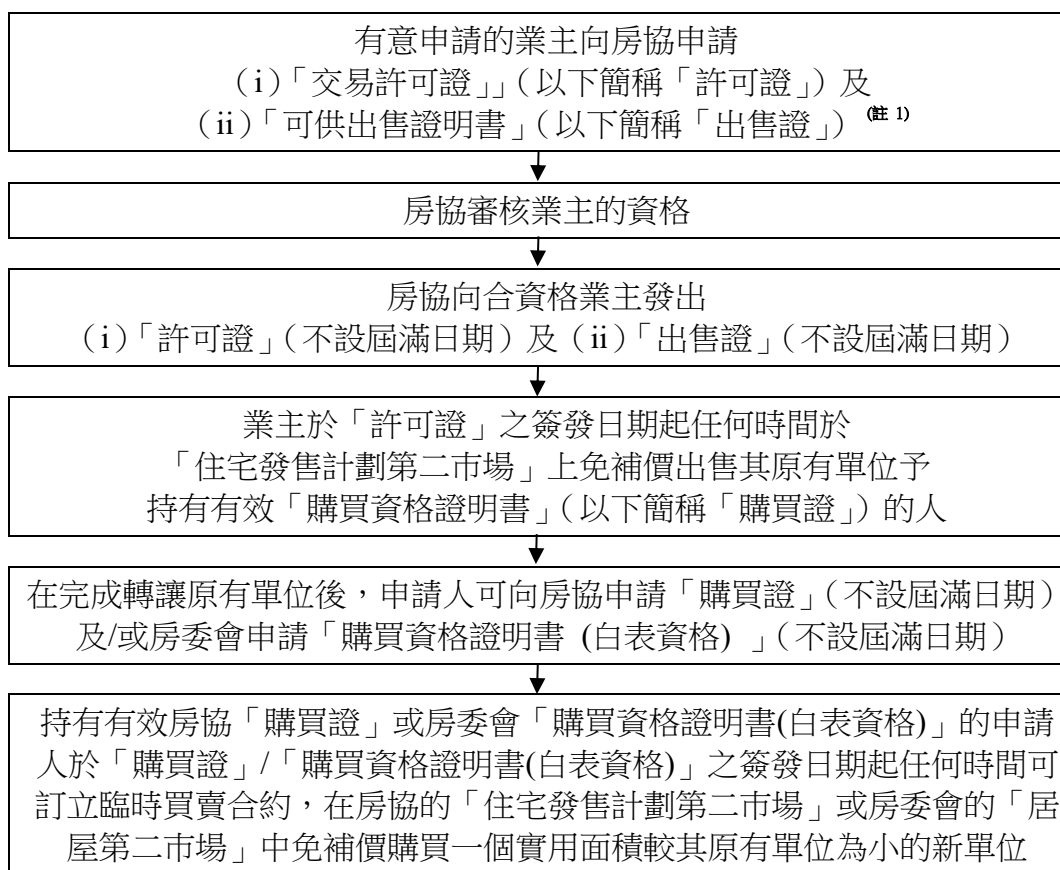 有意申請的業主向房協申請
（i）「交易許可證」」（以下簡稱「許可證」）及
（ii）「可供出售證明書」（以下簡稱「出售證」）(註 1)
房協審核業主的資格
房協向合資格業主發出
（i）「許可證」（不設屆滿日期）及（ii）「出售證」（不設屆滿日期）
業主於「許可證」之簽發日期起任何時間於
「住宅發售計劃第二市場」上免補價出售其原有單位予
持有有效「購買資格證明書」（以下簡稱「購買證」）的人
在完成轉讓原有單位後，申請人可向房協申請「購買證」（不設屆滿日期）
及/或房委會申請「購買資格證明書 (白表資格) 」（不設屆滿日期）
持有有效房協「購買證」或房委會「購買資格證明書(白表資格)」的申請
人於「購買證」/「購買資格證明書(白表資格)」之簽發日期起任何時間可
訂立臨時買賣合約，在房協的「住宅發售計劃第二市場」或房委會的「居
屋第二市場」中免補價購買一個實用面積較其原有單位為小的新單位